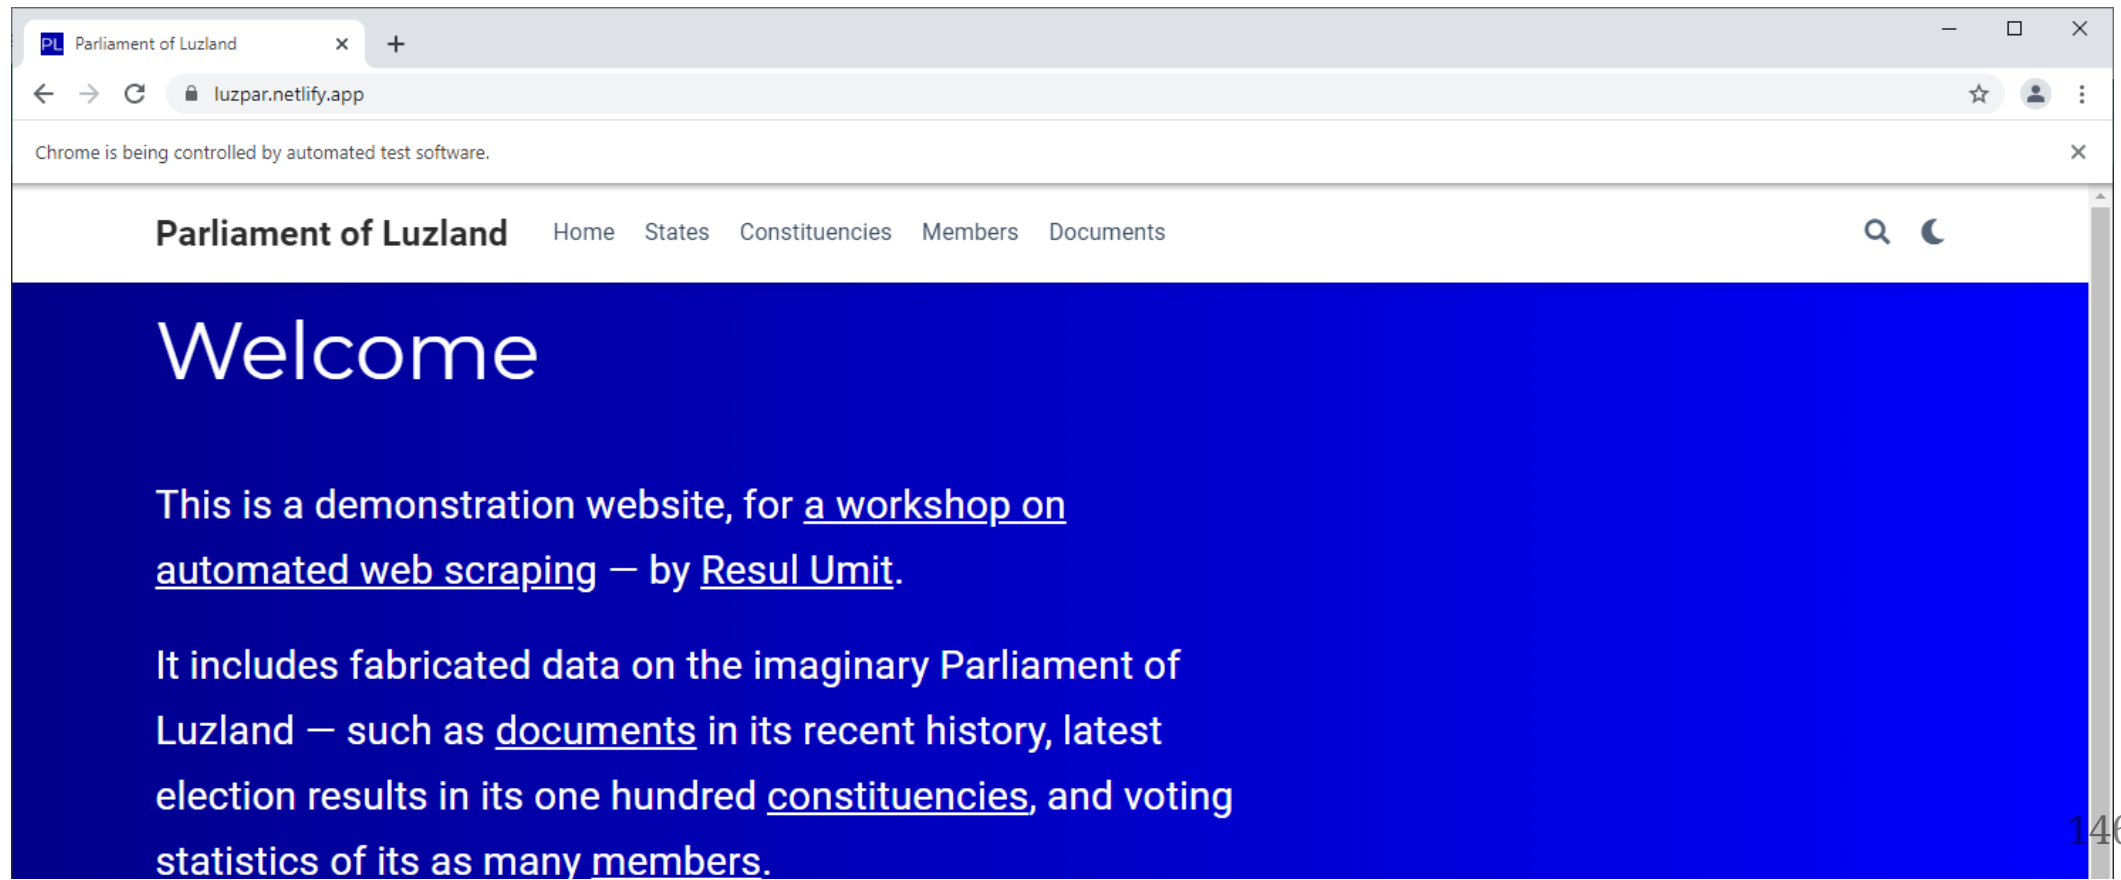 PL Parliament of Luzland
luzpar.netlify.app
Chrome is being controlled by automated test software.
Parliament of Luzland Home States Constituencies Members Documents
Welcome
This is a demonstration website, for a workshop on
automated web scraping — by Resul Umit.
It includes fabricated data on the imaginary Parliament of
Luzland — such as documents in its recent history, latest
election results in its one hundred constituencies, and voting
statistics of its as many members.